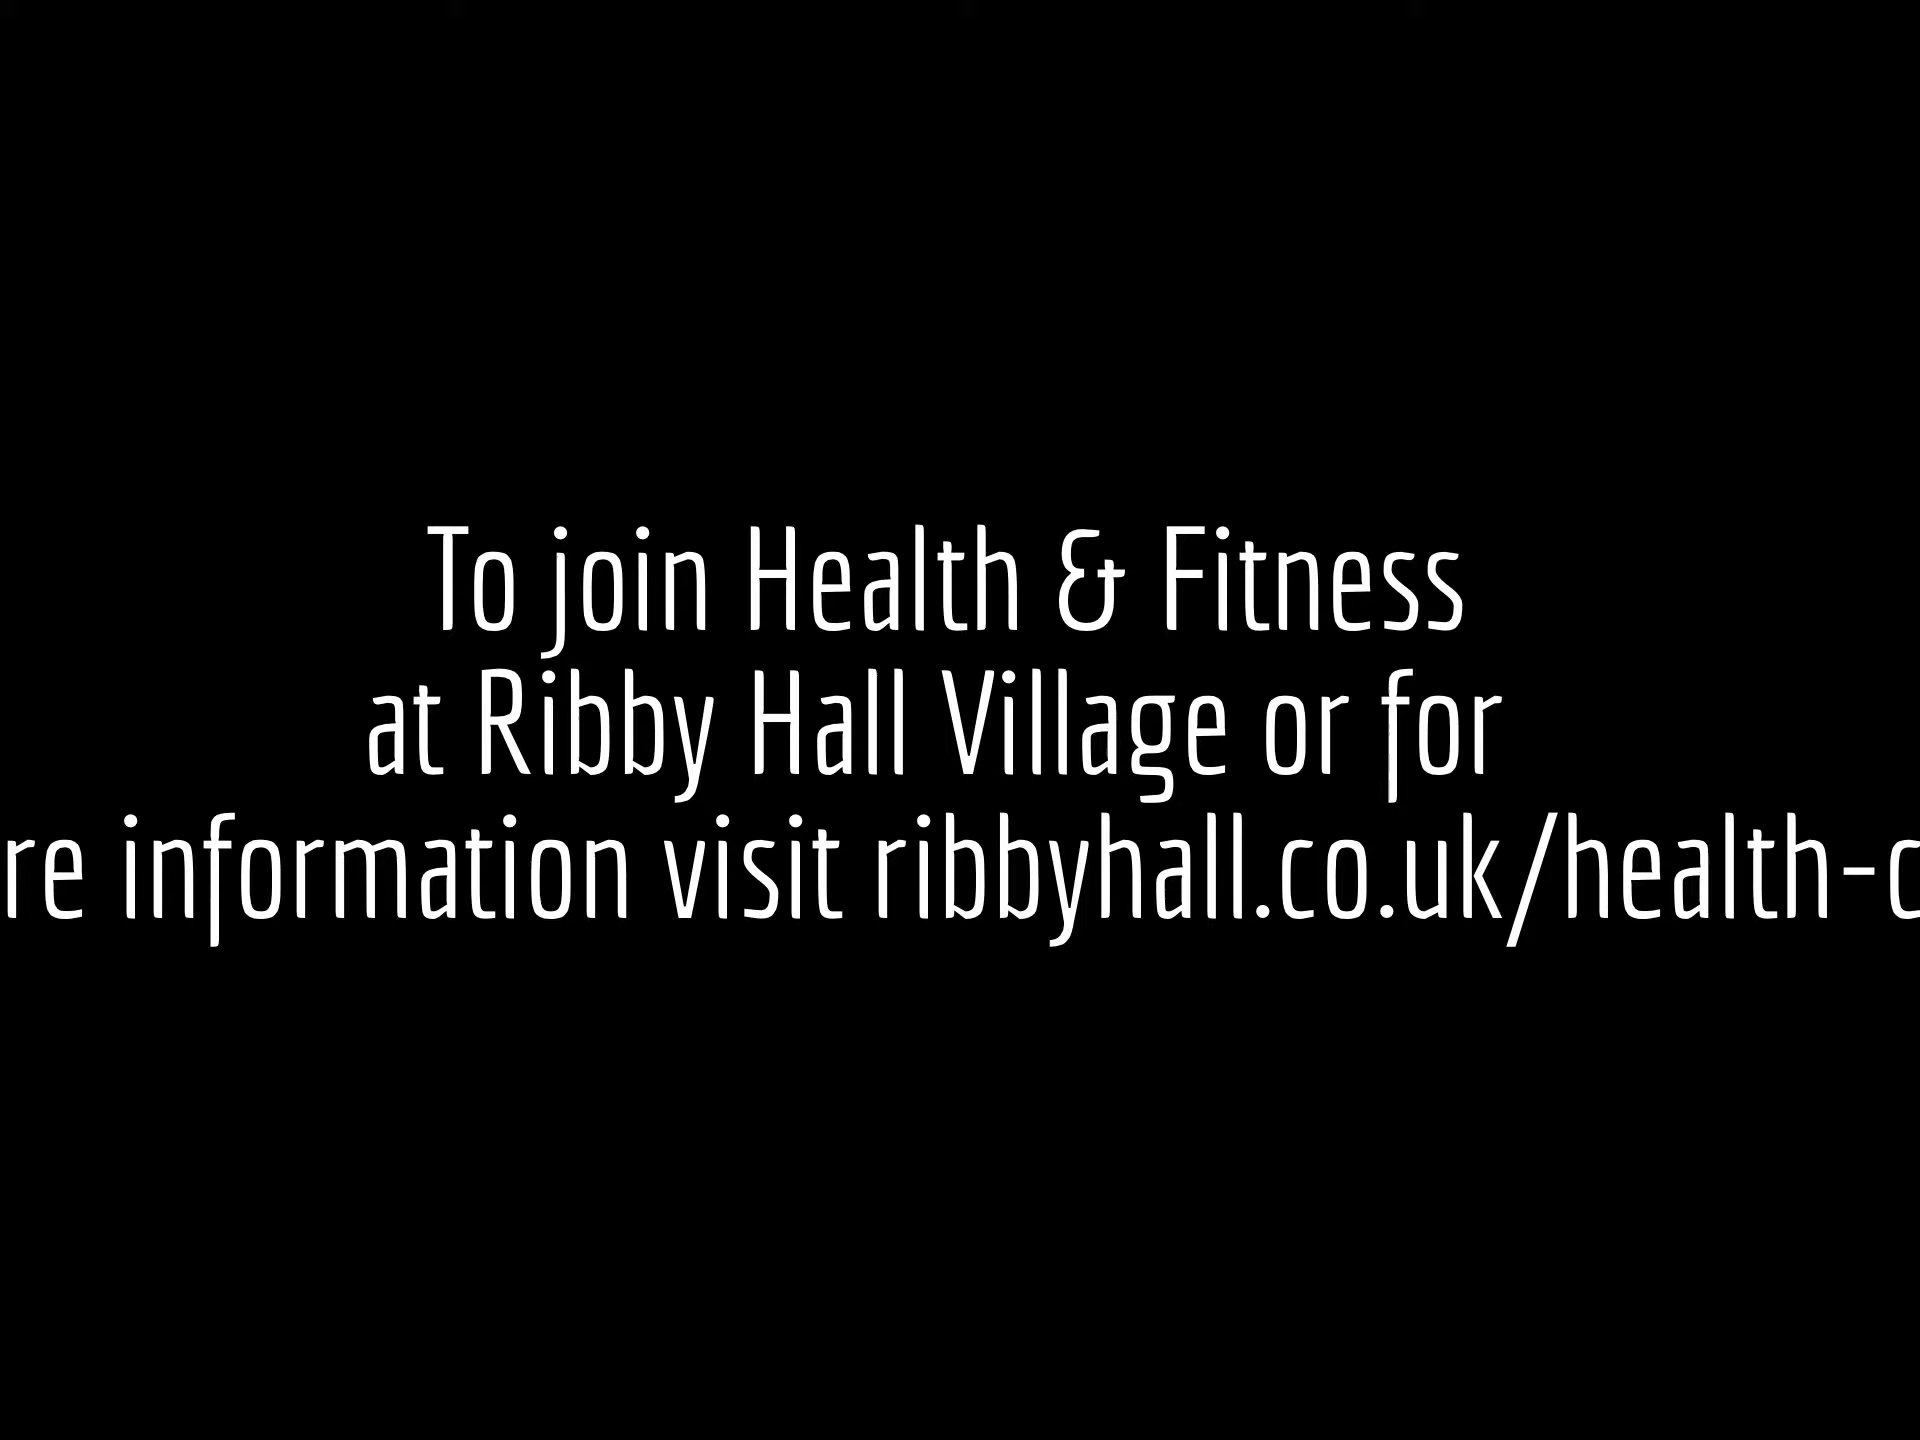 To join Health & Fitness
at Ribby Hall Village or for
re information visit ribbyhall.co.uk/health-c